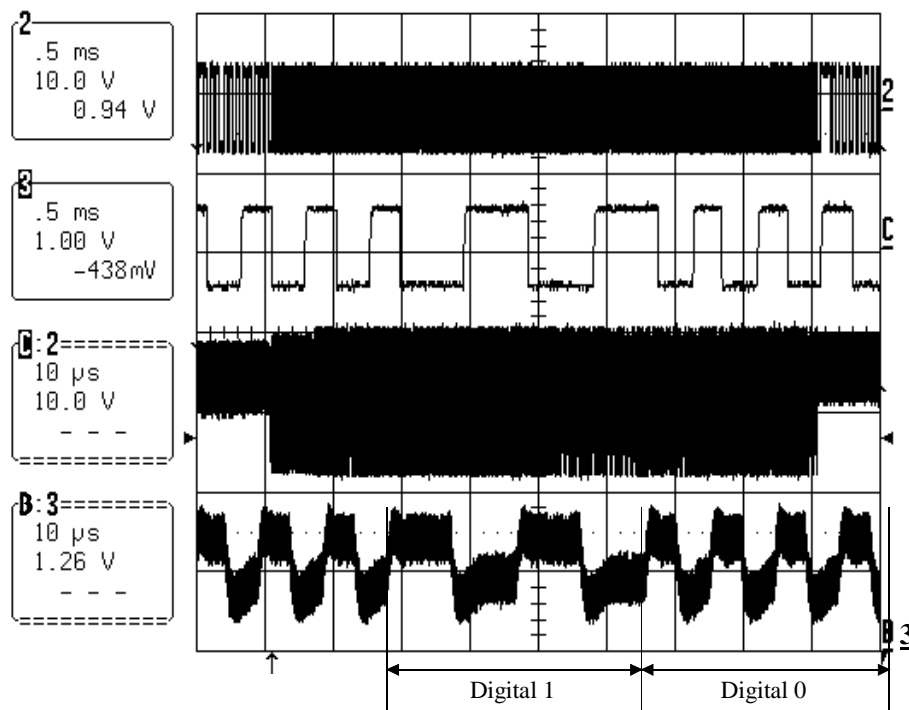 2
.5 ms
10.0 V
0.94 V
2
3
.5 ms
1.00 V
-438mV
C
C:2
10 µs
10.0 V
- - -
B:3
10 µs
1.26 V
- - -
B 3
Digital 1
Digital 0